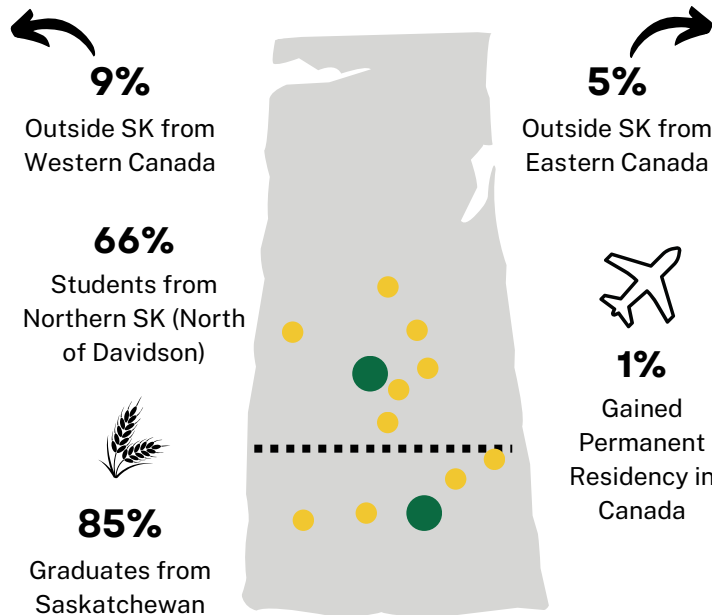 9%
Outside SK from
Western Canada
5%
Outside SK from
Eastern Canada
66%
Students from
Northern SK (North
of Davidson)
1%
Gained
Permanent
Residency in
Canada
85%
Graduates from
Saskatchewan